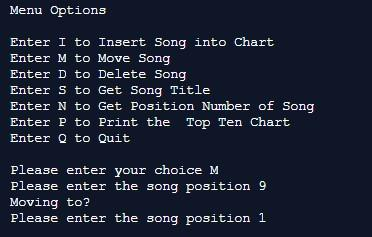 Menu Options
Enter I to Insert Song into Chart
Enter M to Move Song
Enter D to Delete Song
Enter S to Get Song Title
Enter N to Get Position Number of Song
Enter P to Print the  Top Ten Chart
Enter Q to Quit
Please enter your choice M
Please enter the song position 9
Moving to?
Please enter the song position 1